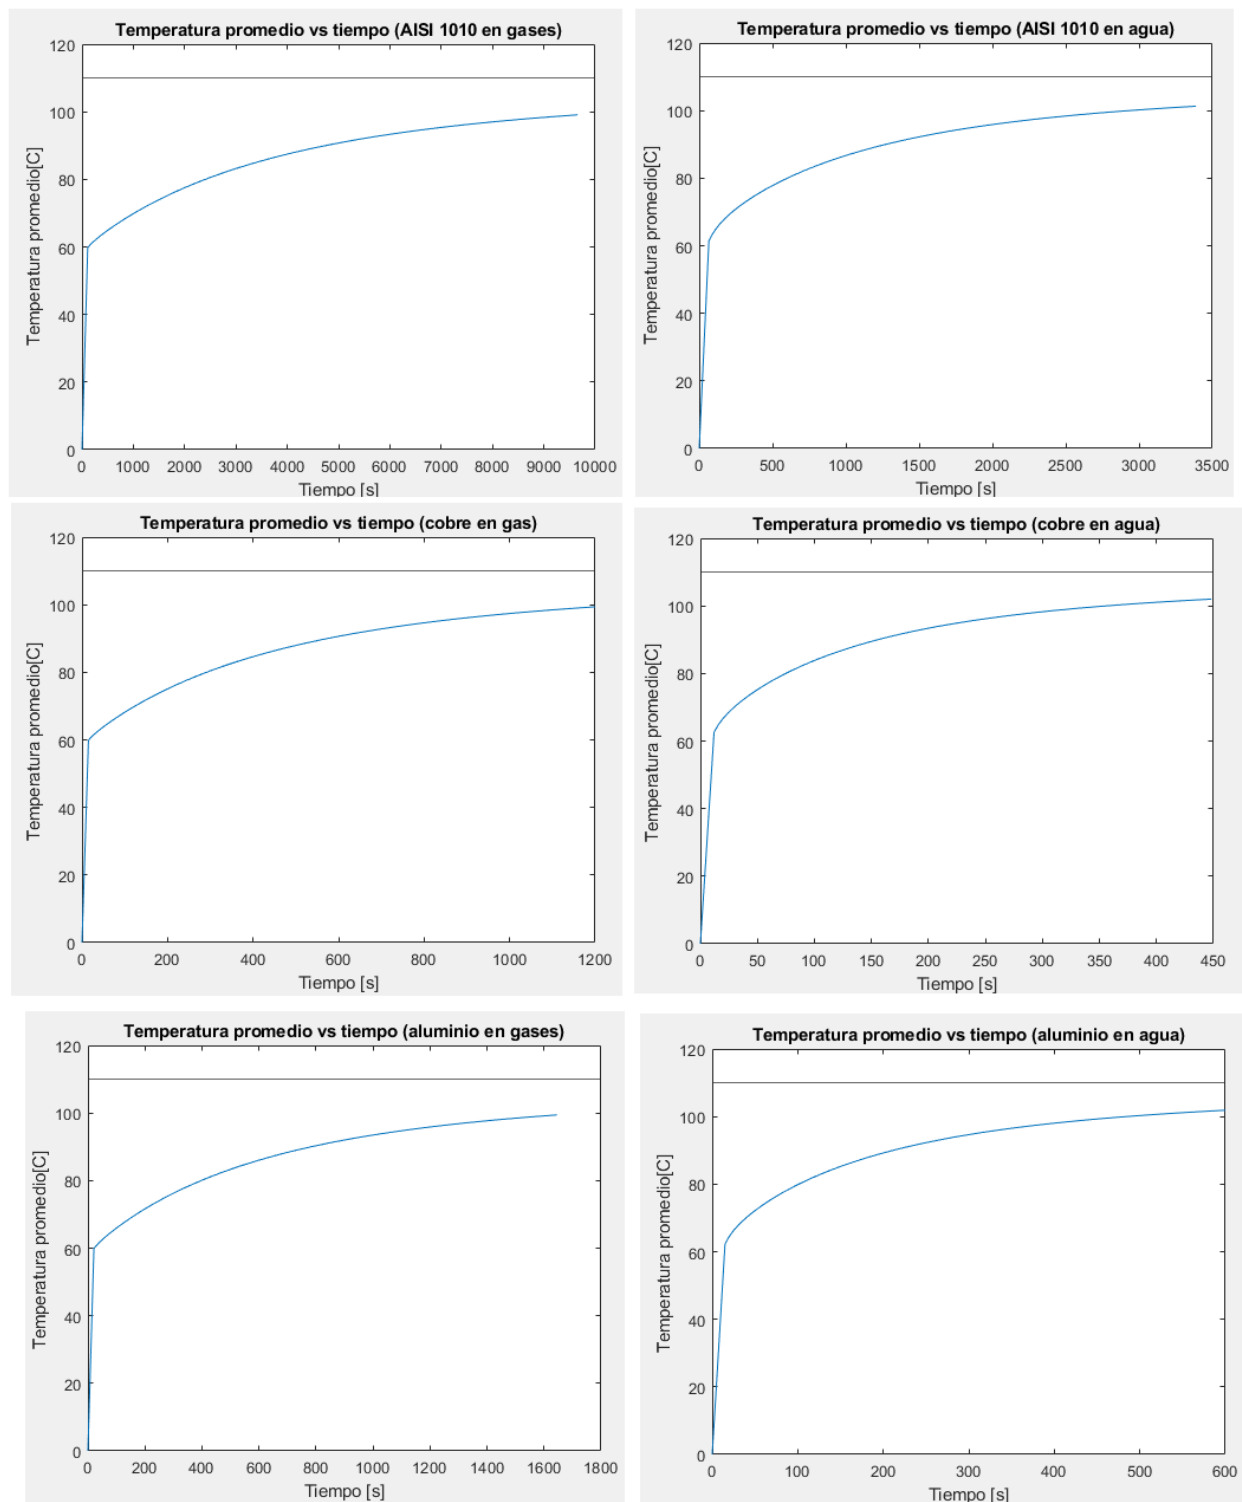 Temperatura promedio vs tiempo (AISI 1010 en gases)
120
100
80
60
40
20
0
Temperatura promedio[C]
0 1000 2000 3000 4000 5000 6000 7000 8000 9000 10000
Tiempo [s]
Temperatura promedio vs tiempo (AISI 1010 en agua)
120
100
80
60
40
20
0
Temperatura promedio[C]
0 500 1000 1500 2000 2500 3000 3500
Tiempo [s]
Temperatura promedio vs tiempo (cobre en gas)
120
100
80
60
40
20
0
Temperatura promedio[C]
0 200 400 600 800 1000 1200
Tiempo [s]
Temperatura promedio vs tiempo (cobre en agua)
120
100
80
60
40
20
0
Temperatura promedio[C]
0 50 100 150 200 250 300 350 400 450
Tiempo [s]
Temperatura promedio vs tiempo (aluminio en gases)
120
100
80
60
40
20
0
Temperatura promedio[C]
0 200 400 600 800 1000 1200 1400 1600 1800
Tiempo [s]
Temperatura promedio vs tiempo (aluminio en agua)
120
100
80
60
40
20
0
Temperatura promedio[C]
0 100 200 300 400 500 600
Tiempo [s]